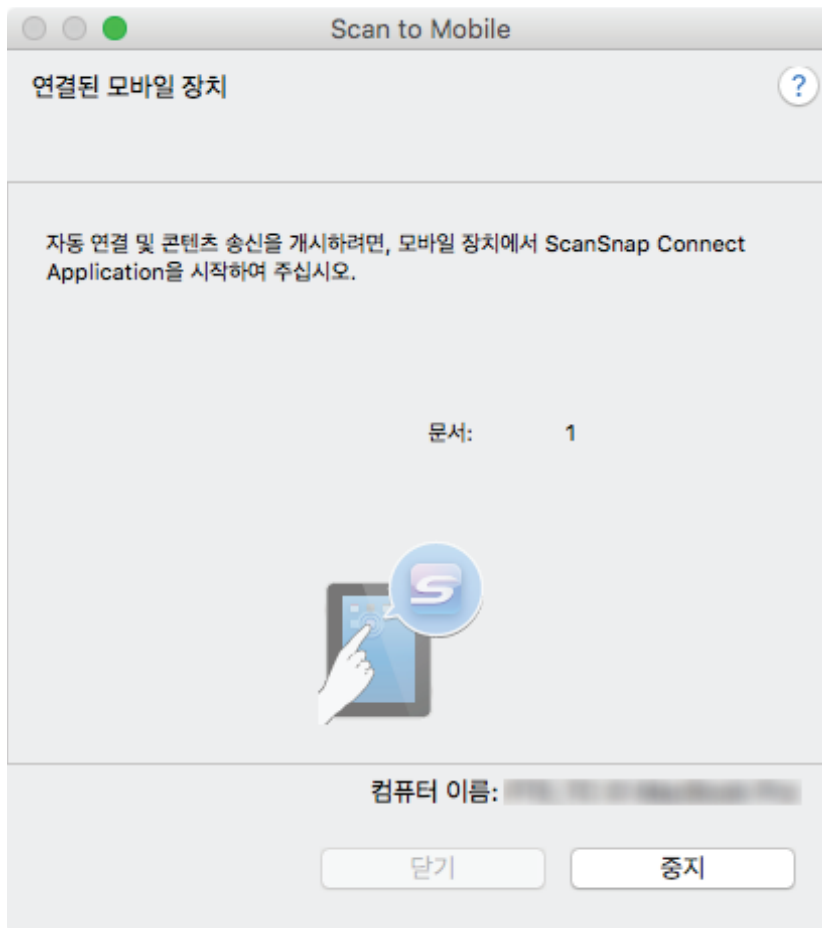 Scan to Mobile
연결된 모바일 장치
?
자동 연결 및 콘텐츠 송신을 개시하려면, 모바일 장치에서 ScanSnap Connect
Application을 시작하여 주십시오.
문서: 1
S
컴퓨터 이름:
닫기 중지